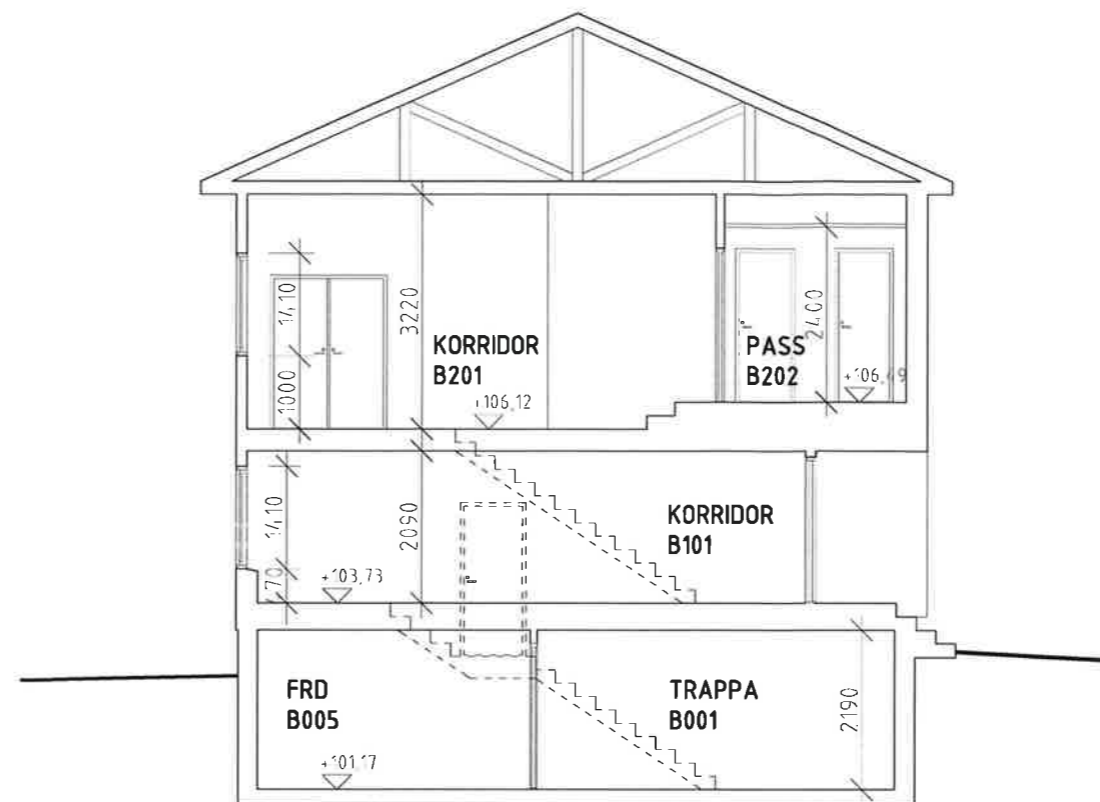 1410
1000
3220
KORRIDOR
B201
+106,12
2400
PASS
B202
+106,49
1410
2090
+103,73
KORRIDOR
B101
FRD
B005
+101,17
TRAPPA
B001
2190